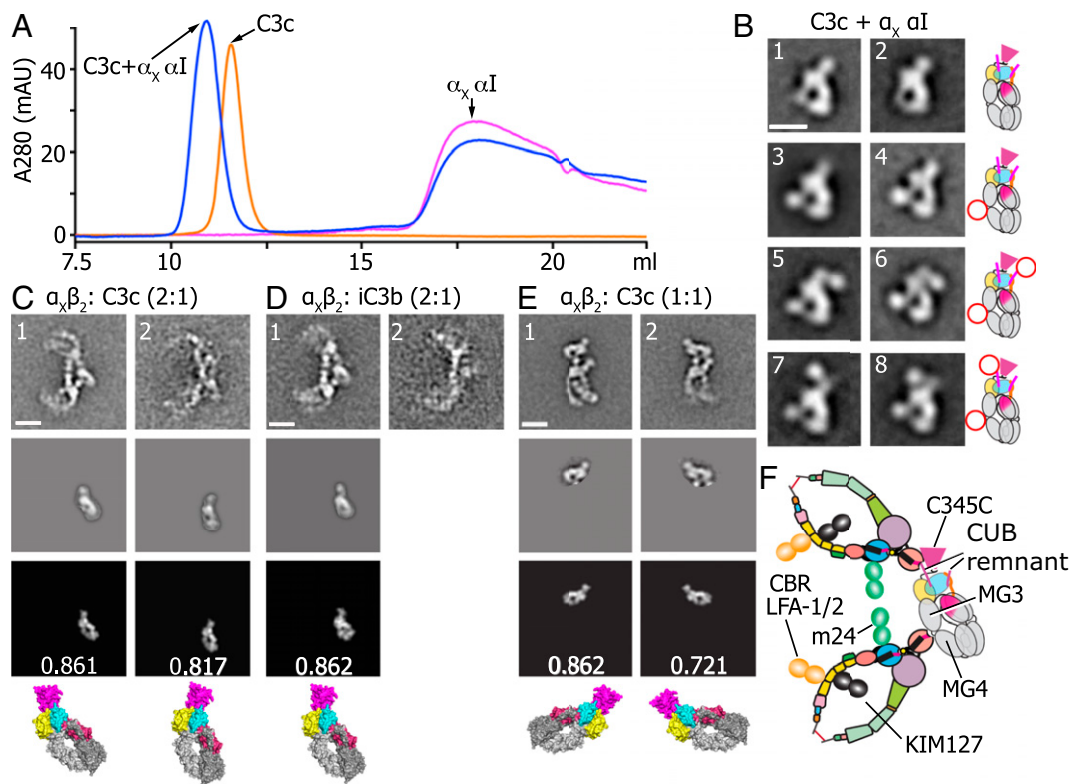 A
C3c
C3c+αX αI
αX αI
A280 (mAU)
40
20
0
7.5
10
15
20
ml
B
C3c + αX αI
1
2
3
4
5
6
7
8
C
αXβ2: C3c (2:1)
1
2
0.861
0.817
D
αXβ2: iC3b (2:1)
1
2
0.862
E
αXβ2: C3c (1:1)
1
2
0.862
0.721
F
C345C
CUB
remnant
MG3
CBR
LFA-1/2
m24
MG4
KIM127